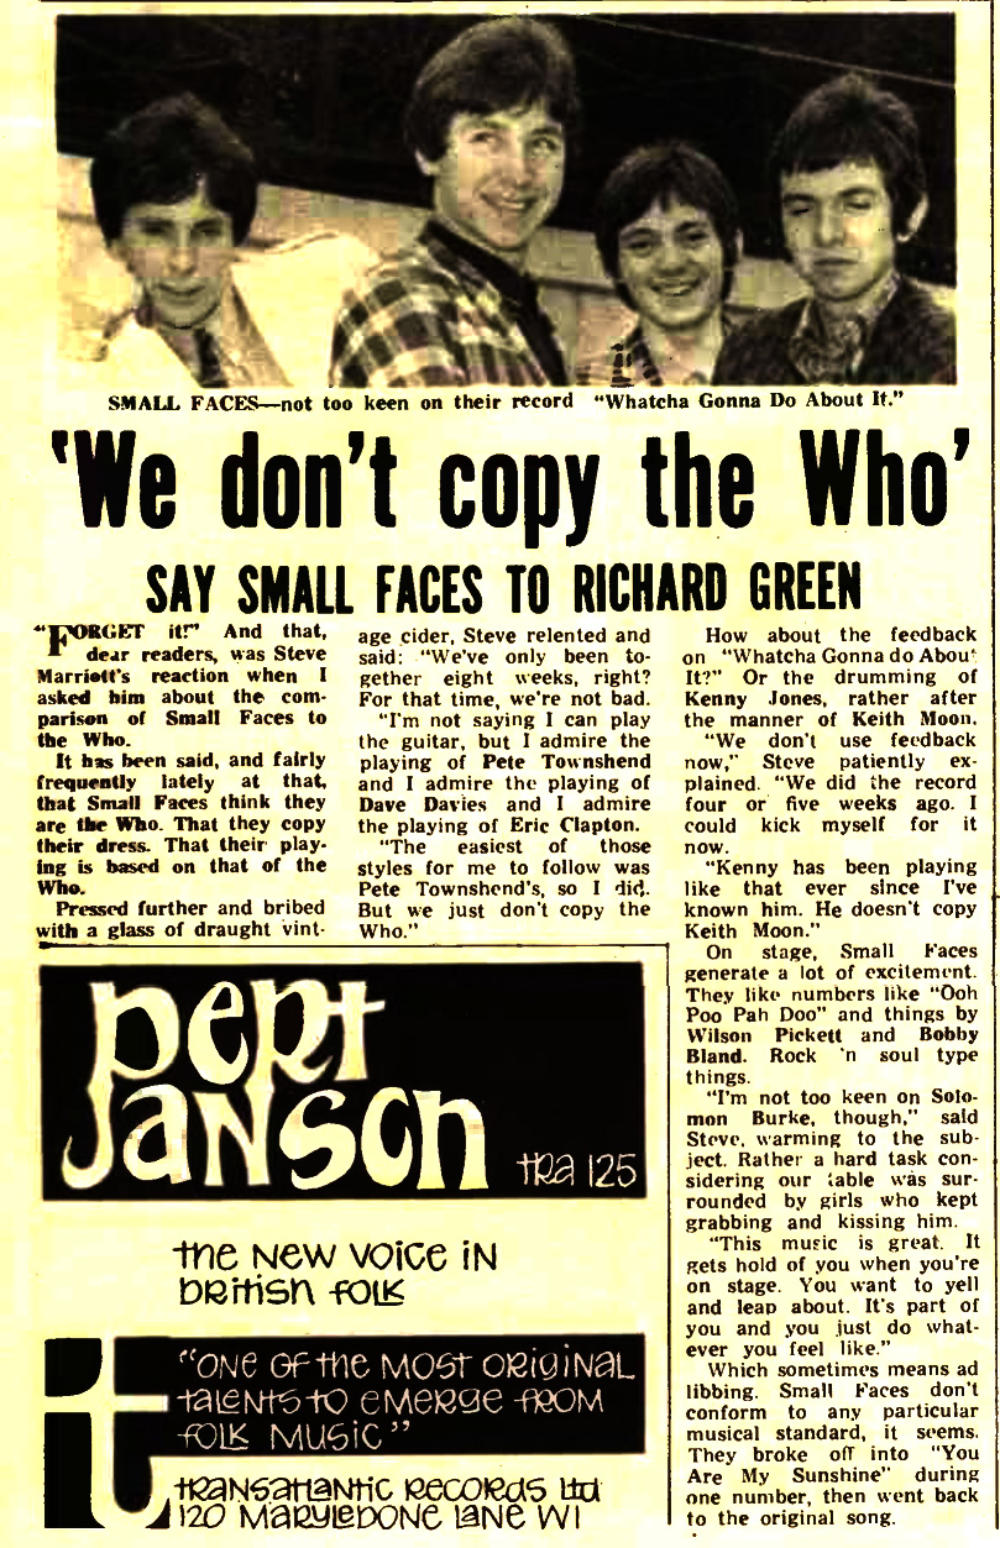 SMALL FACES—not too keen on their record "Whatcha Gonna Do About It."
'We don't copy the Who'
SAY SMALL FACES TO RICHARD GREEN
"FORGET it!" And that,
dear readers, was Steve
Marriott's reaction when I
asked him about the com-
parison of Small Faces to
the Who.
It has been said, and fairly
frequently lately at that,
that Small Faces think they
are the Who. That they copy
their dress. That their play-
ing is based on that of the
Who.
Pressed further and bribed
with a glass of draught vint-
age cider, Steve relented and
said: "We've only been to-
gether eight weeks, right?
For that time, we're not bad.
"I'm not saying I can play
the guitar, but I admire the
playing of Pete Townshend
and I admire the playing of
Dave Davies and I admire
the playing of Eric Clapton.
"The easiest of those
styles for me to follow was
Pete Townshend's, so I did.
But we just don't copy the
Who."
How about the feedback
on "Whatcha Gonna do About
It?" Or the drumming of
Kenny Jones, rather after
the manner of Keith Moon.
"We don't use feedback
now," Steve patiently ex-
plained. "We did the record
four or five weeks ago. I
could kick myself for it
now.
"Kenny has been playing
like that ever since I've
known him. He doesn't copy
Keith Moon."
On stage, Small Faces
generate a lot of excitement.
They like numbers like "Ooh
Poo Pah Doo" and things by
Wilson Pickett and Bobby
Bland. Rock 'n soul type
things.
"I'm not too keen on Solo-
mon Burke, though," said
Steve, warming to the sub-
ject. Rather a hard task con-
sidering our table was sur-
rounded by girls who kept
grabbing and kissing him.
"This music is great. It
gets hold of you when you're
on stage. You want to yell
and leap about. It's part of
you and you just do what-
ever you feel like."
Which sometimes means ad
libbing. Small Faces don't
conform to any particular
musical standard, it seems.
They broke off into "You
Are My Sunshine" during
one number, then went back
to the original song.
pert
Janson
tra 125
the new voice in
british folk
it
"one of the most original
talents to emerge from
folk music"
transatlantic records ltd
120 marylebone lane W1